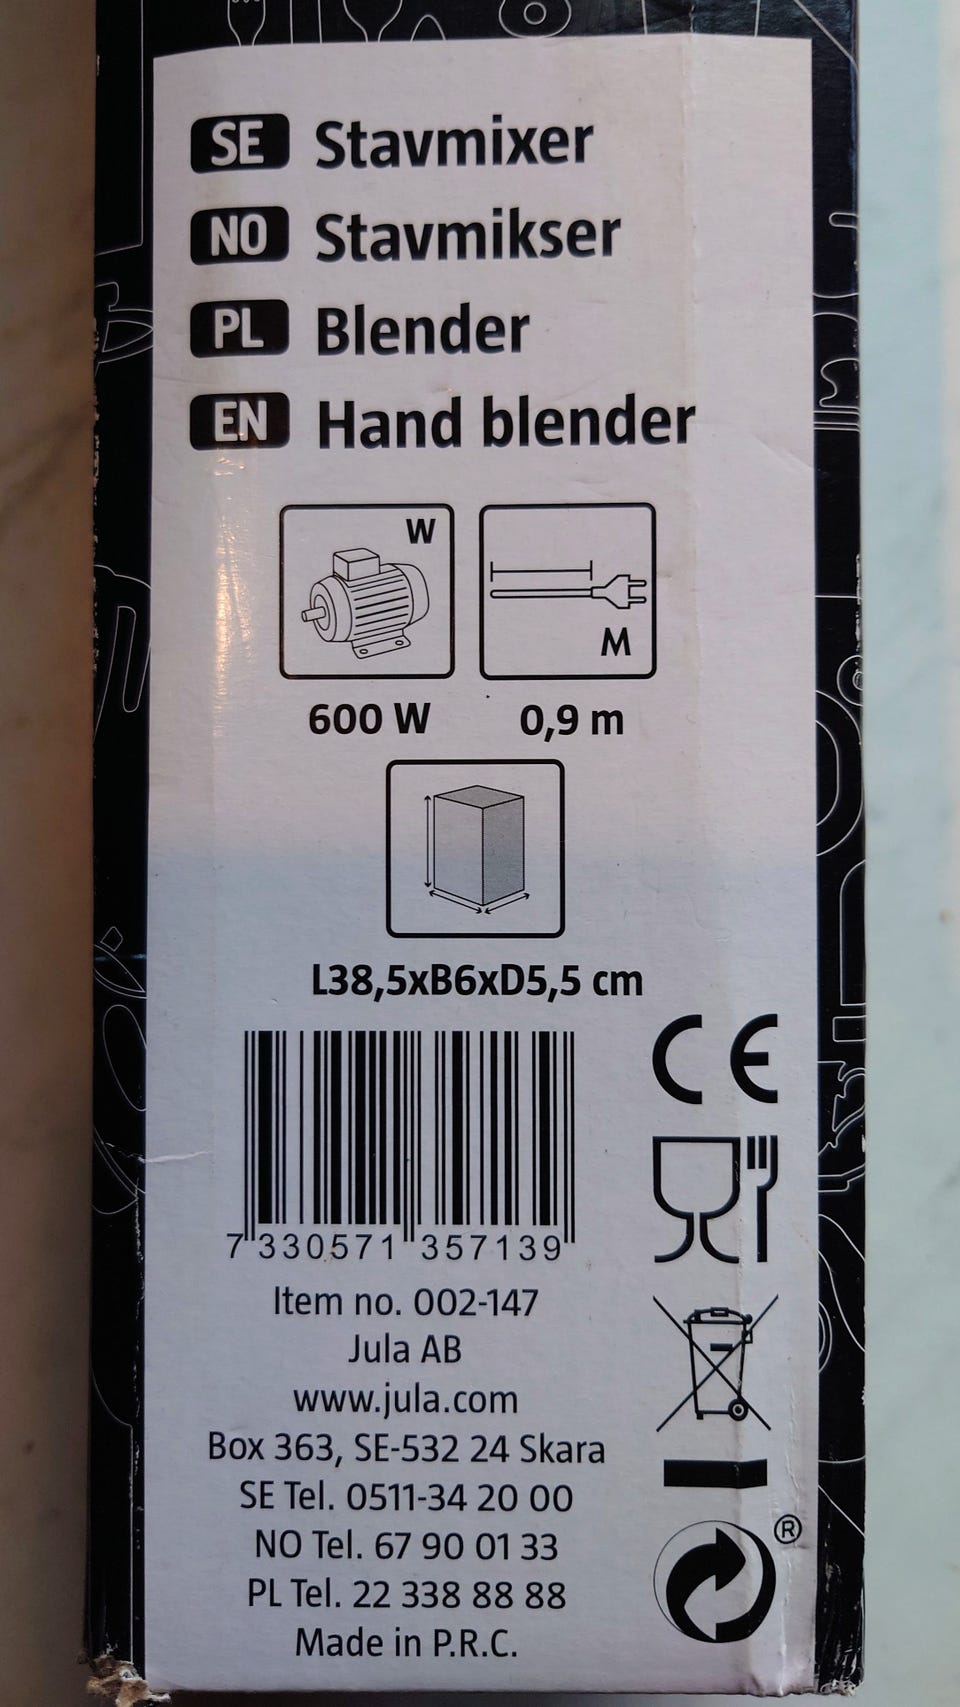 SE Stavmixer
NO Stavmikser
PL Blender
EN Hand blender
W
M
600 W 0,9 m
L38,5xB6xD5,5 cm
CE
7 330571 357139
Item no. 002-147
Jula AB
www.jula.com
Box 363, SE-532 24 Skara
SE Tel. 0511-34 20 00
NO Tel. 67 90 01 33
PL Tel. 22 338 88 88
Made in P.R.C.
®